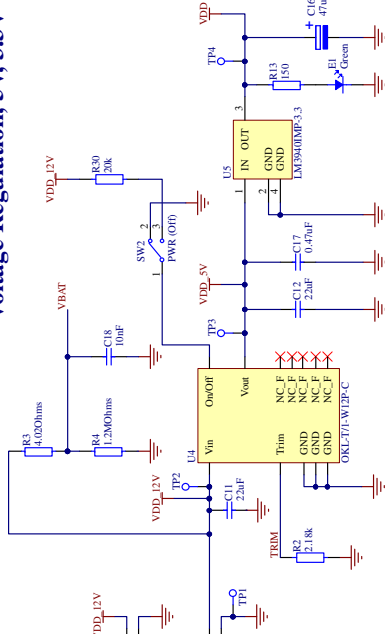 Voltage Regulation, 5V, 3.3V
VDD_12V
TP1
R3
4.02Ohms
R4
1.2MOhms
VBAT
C18
10nF
VDD_12V
TP2
C11
22uF
TRIM
R2
2.18k
U4
Vin
On/Off
Trim
Vout
GND
GND
GND
NC_F
NC_F
NC_F
NC_F
NC_F
OKL-T/1-W12P-C
SW2
PWR (Off)
1
2
3
VDD_12V
R30
20k
TP3
VDD_5V
C12
22uF
C17
0.47uF
U5
1
IN
OUT
3
2
4
GND
GND
LM3940IMP-3.3
TP4
VDD
R13
150
E1
Green
C16